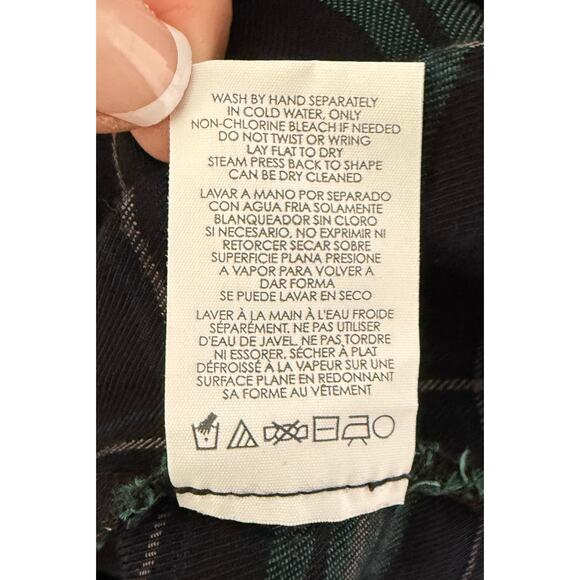 WASH BY HAND SEPARATELY
IN COLD WATER, ONLY
NON-CHLORINE BLEACH IF NEEDED
DO NOT TWIST OR WRING
LAY FLAT TO DRY
STEAM PRESS BACK TO SHAPE
CAN BE DRY CLEANED
LAVAR A MANO POR SEPARADO
CON AGUA FRIA SOLAMENTE
BLANQUEADOR SIN CLORO
SI NECESARIO, NO EXPRIMIR NI
RETORCER SECAR SOBRE
SUPERFICIE PLANA PRESIONE
A VAPOR PARA VOLVER A
DAR FORMA
SE PUEDE LAVAR EN SECO
LAVER À LA MAIN À L'EAU FROIDE
SÉPARÉMENT. NE PAS UTILISER
D'EAU DE JAVEL. NE PAS TORDRE
NI ESSORER, SÉCHER À PLAT
DÉFROISSÉ À LA VAPEUR SUR UNE
SURFACE PLANE EN REDONNANT
SA FORME AU VÊTEMENT